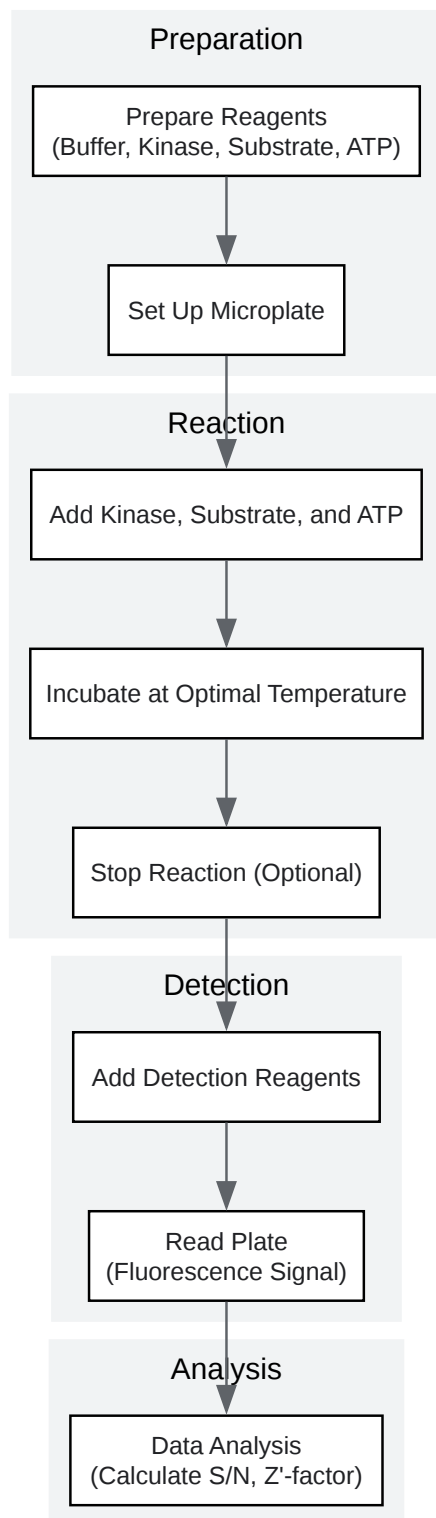 Preparation
Prepare Reagents
(Buffer, Kinase, Substrate, ATP)
Set Up Microplate
Reaction
Add Kinase, Substrate, and ATP
Incubate at Optimal Temperature
Stop Reaction (Optional)
Detection
Add Detection Reagents
Read Plate
(Fluorescence Signal)
Analysis
Data Analysis
(Calculate S/N, Z'-factor)